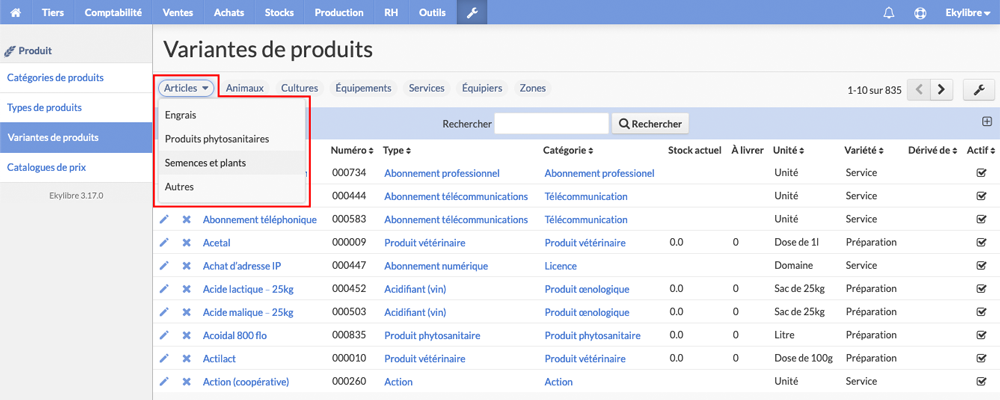 Tiers Comptabilité Ventes Achats Stocks Production RH Outils Ekylibre
Produit
Catégories de produits
Types de produits
Variantes de produits
Catalogues de prix
Ekylibre 3.17.0
Variantes de produits
Articles Animaux Cultures Équipements Services Équipiers Zones 1-10 sur 835
Engrais
Produits phytosanitaires
Semences et plants
Autres
Rechercher Rechercher
Numéro Type Catégorie Stock actuel À livrer Unité Variété Dérivé de Actif
000734 Abonnement professionnel Abonnement professionnel Unité Service
000444 Abonnement télécommunications Télécommunication Unité Service
Abonnement téléphonique 000583 Abonnement télécommunications Télécommunication Unité Service
Acetal 000009 Produit vétérinaire Produit vétérinaire 0.0 0 Dose de 1l Préparation
Achat d'adresse IP 000447 Abonnement numérique Licence Domaine Service
Acide lactique - 25kg 000452 Acidifiant (vin) Produit œnologique 0.0 0 Sac de 25kg Préparation
Acide malique - 25kg 000503 Acidifiant (vin) Produit œnologique 0.0 0 Sac de 25kg Préparation
Acoidal 800 flo 000835 Produit phytosanitaire Produit phytosanitaire 0.0 0 Litre Préparation
Actilact 000010 Produit vétérinaire Produit vétérinaire 0.0 0 Dose de 100g Préparation
Action (coopérative) 000260 Action Action Unité Service